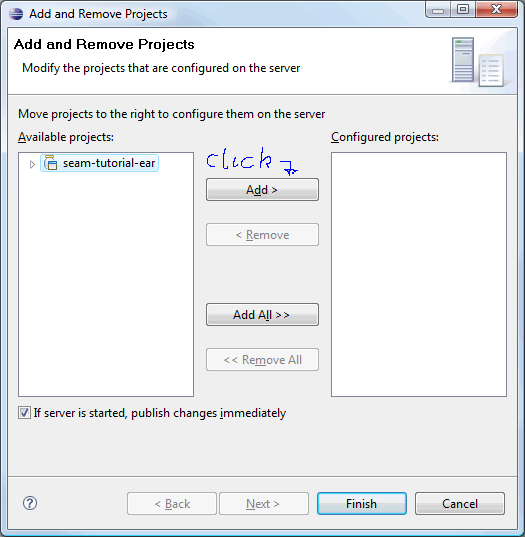 Add and Remove Projects
Add and Remove Projects
Modify the projects that are configured on the server
Move projects to the right to configure them on the server
Available projects:
Configured projects:
seam-tutorial-ear
click
Add >
< Remove
Add All >>
<< Remove All
If server is started, publish changes immediately
?
< Back
Next >
Finish
Cancel